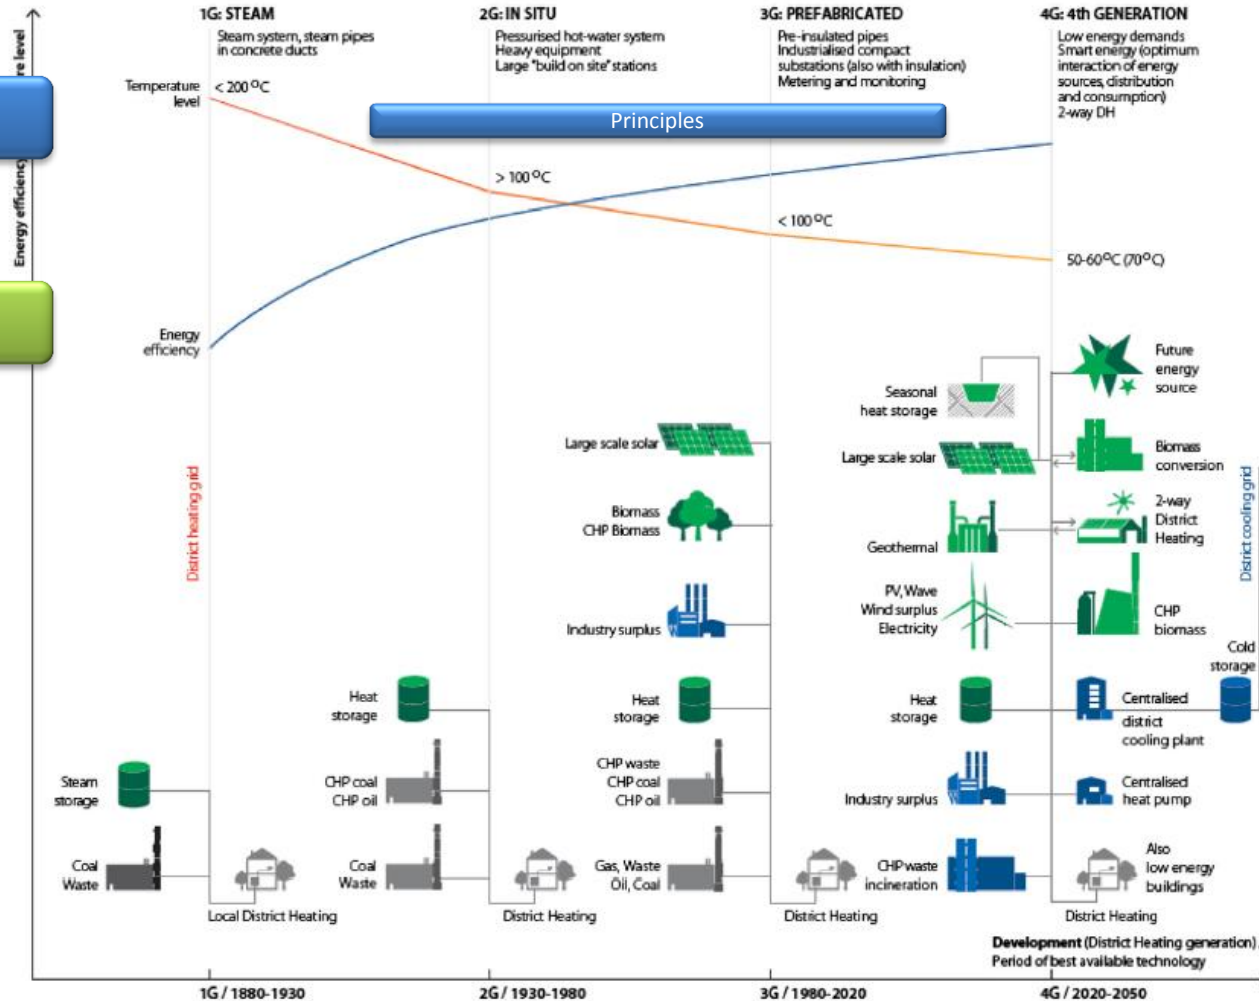 1G: STEAM
Steam system, steam pipes
in concrete ducts
2G: IN SITU
Pressurised hot-water system
Heavy equipment
Large "build on site" stations
3G: PREFABRICATED
Pre-insulated pipes
Industrialised compact
substations (also with insulation)
Metering and monitoring
4G: 4th GENERATION
Low energy demands
Smart energy (optimum
interaction of energy
sources, distribution
and consumption)
2-way DH
Principles
Energy efficiency
level
Temperature
level
< 200 °C
> 100 °C
< 100 °C
50-60°C (70°C)
Energy
efficiency
District heating grid
Steam
storage
Coal
Waste
Local District Heating
Heat
storage
CHP coal
CHP oil
Coal
Waste
District Heating
Large scale solar
Biomass
CHP Biomass
Industry surplus
Heat
storage
CHP waste
CHP coal
CHP oil
Gas, Waste
Oil, Coal
District Heating
Seasonal
heat storage
Large scale solar
Geothermal
PV, Wave
Wind surplus
Electricity
Heat
storage
Industry surplus
CHP waste
incineration
Future
energy
source
Biomass
conversion
2-way
District
Heating
CHP
biomass
Centralised
district
cooling plant
Centralised
heat pump
Also
low energy
buildings
District Heating
Cold
storage
District cooling grid
Development (District Heating generation)
Period of best available technology
1G / 1880-1930
2G / 1930-1980
3G / 1980-2020
4G / 2020-2050